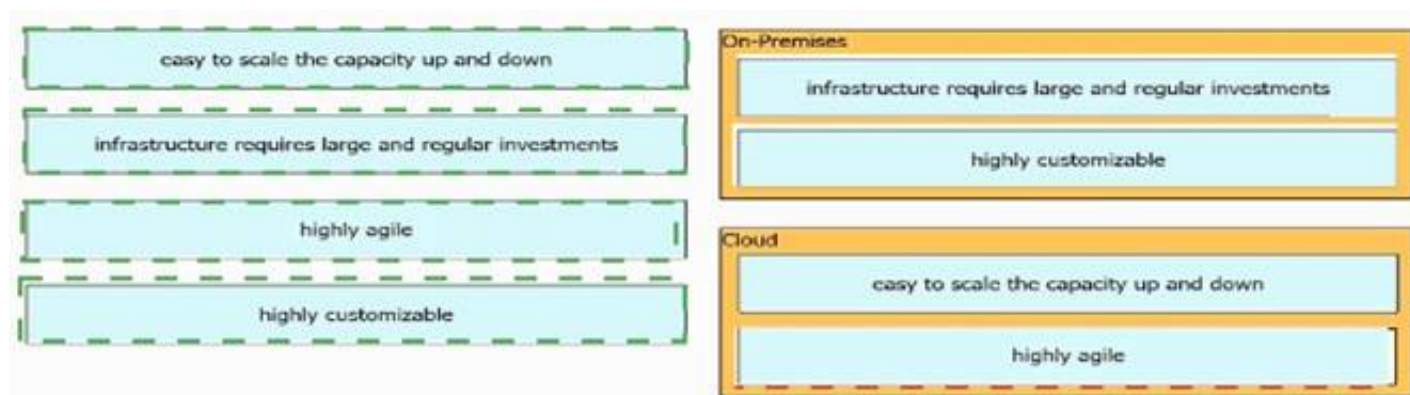 easy to scale the capacity up and down
infrastructure requires large and regular investments
highly agile
highly customizable
On-Premises
infrastructure requires large and regular investments
highly customizable
Cloud
easy to scale the capacity up and down
highly agile